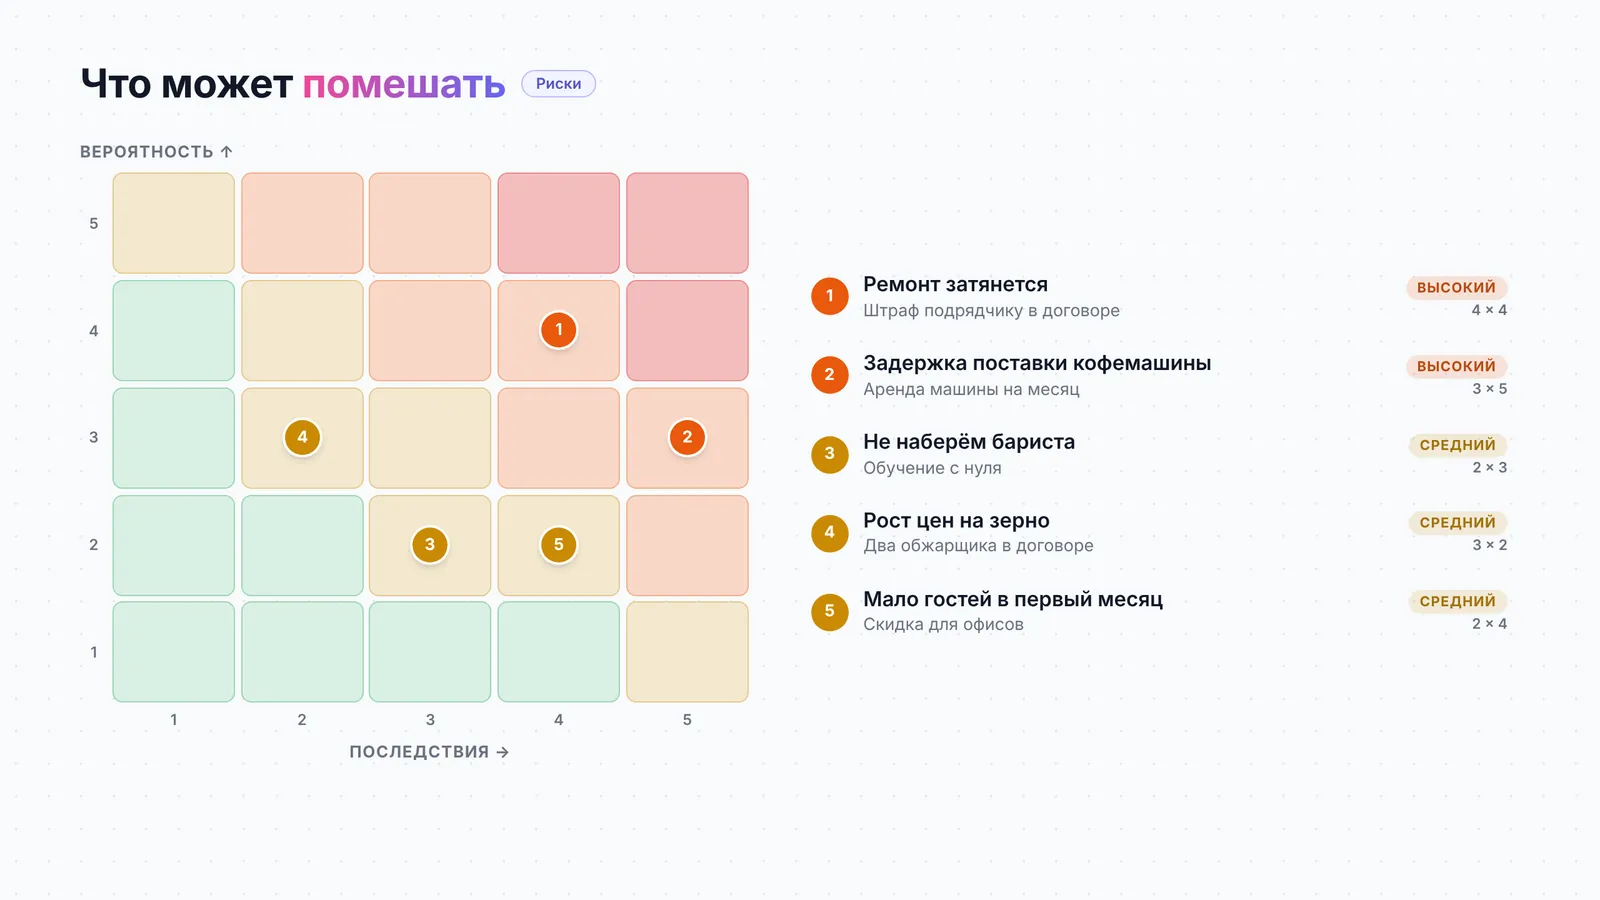 Что может помешать Риски
ВЕРОЯТНОСТЬ ↑
5
4
1
3
4
2
2
3
5
1
1 2 3 4 5
ПОСЛЕДСТВИЯ →
1 Ремонт затянется ВЫСОКИЙ
Штраф подрядчику в договоре 4 × 4
2 Задержка поставки кофемашины ВЫСОКИЙ
Аренда машины на месяц 3 × 5
3 Не наберём бариста СРЕДНИЙ
Обучение с нуля 2 × 3
4 Рост цен на зерно СРЕДНИЙ
Два обжарщика в договоре 3 × 2
5 Мало гостей в первый месяц СРЕДНИЙ
Скидка для офисов 2 × 4